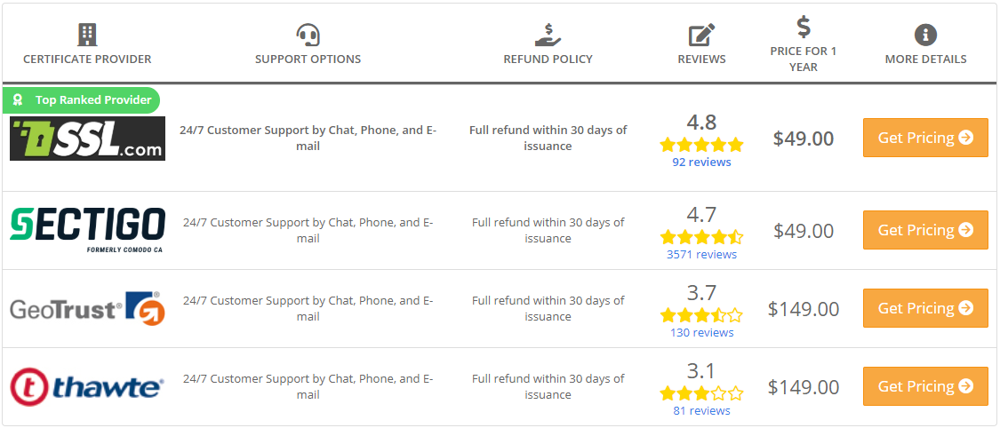 CERTIFICATE PROVIDER
SUPPORT OPTIONS
REFUND POLICY
REVIEWS
PRICE FOR 1
YEAR
MORE DETAILS
Top Ranked Provider
SSL.com
24/7 Customer Support by Chat, Phone, and E-
mail
Full refund within 30 days of
issuance
4.8
92 reviews
$49.00
Get Pricing
SECTIGO
FORMERLY COMODO CA
24/7 Customer Support by Chat, Phone, and E-
mail
Full refund within 30 days of
issuance
4.7
3571 reviews
$49.00
Get Pricing
GeoTrust®
24/7 Customer Support by Chat, Phone, and E-
mail
Full refund within 30 days of
issuance
3.7
130 reviews
$149.00
Get Pricing
thawte®
24/7 Customer Support by Chat, Phone, and E-
mail
Full refund within 30 days of
issuance
3.1
81 reviews
$149.00
Get Pricing